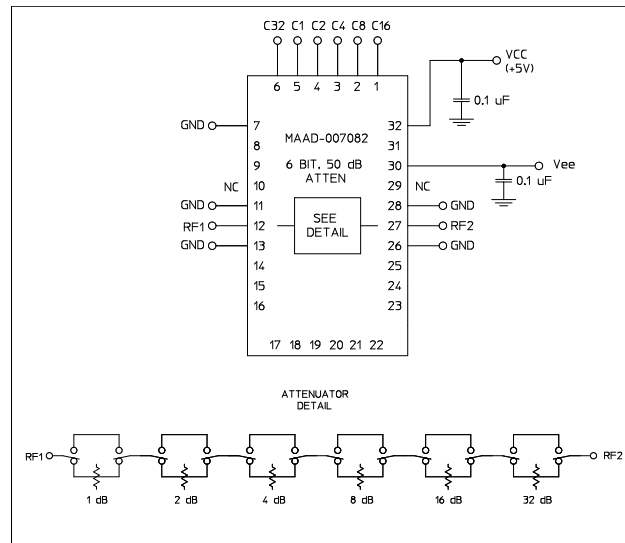 C32 C1 C2 C4 C8 C16
6 5 4 3 2 1
VCC
(+5V)
0.1 uF
GND 7 32
MAAD-007082
8 31
9 6 BIT, 50 dB 30 Vee
ATTEN
0.1 uF
NC 10 29 NC
GND 11 28 GND
RF1 12 SEE 27 RF2
DETAIL
GND 13 26 GND
14 25
15 24
16 23
17 18 19 20 21 22
ATTENUATOR
DETAIL
RF1 RF2
1 dB 2 dB 4 dB 8 dB 16 dB 32 dB